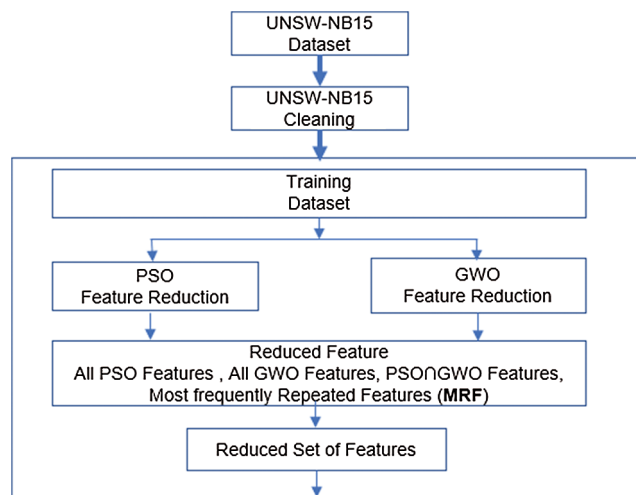 UNSW-NB15
Dataset
UNSW-NB15
Cleaning
Training
Dataset
PSO
Feature Reduction
GWO
Feature Reduction
Reduced Feature
All PSO Features , All GWO Features, PSO∩GWO Features,
Most frequently Repeated Features (MRF)
Reduced Set of Features